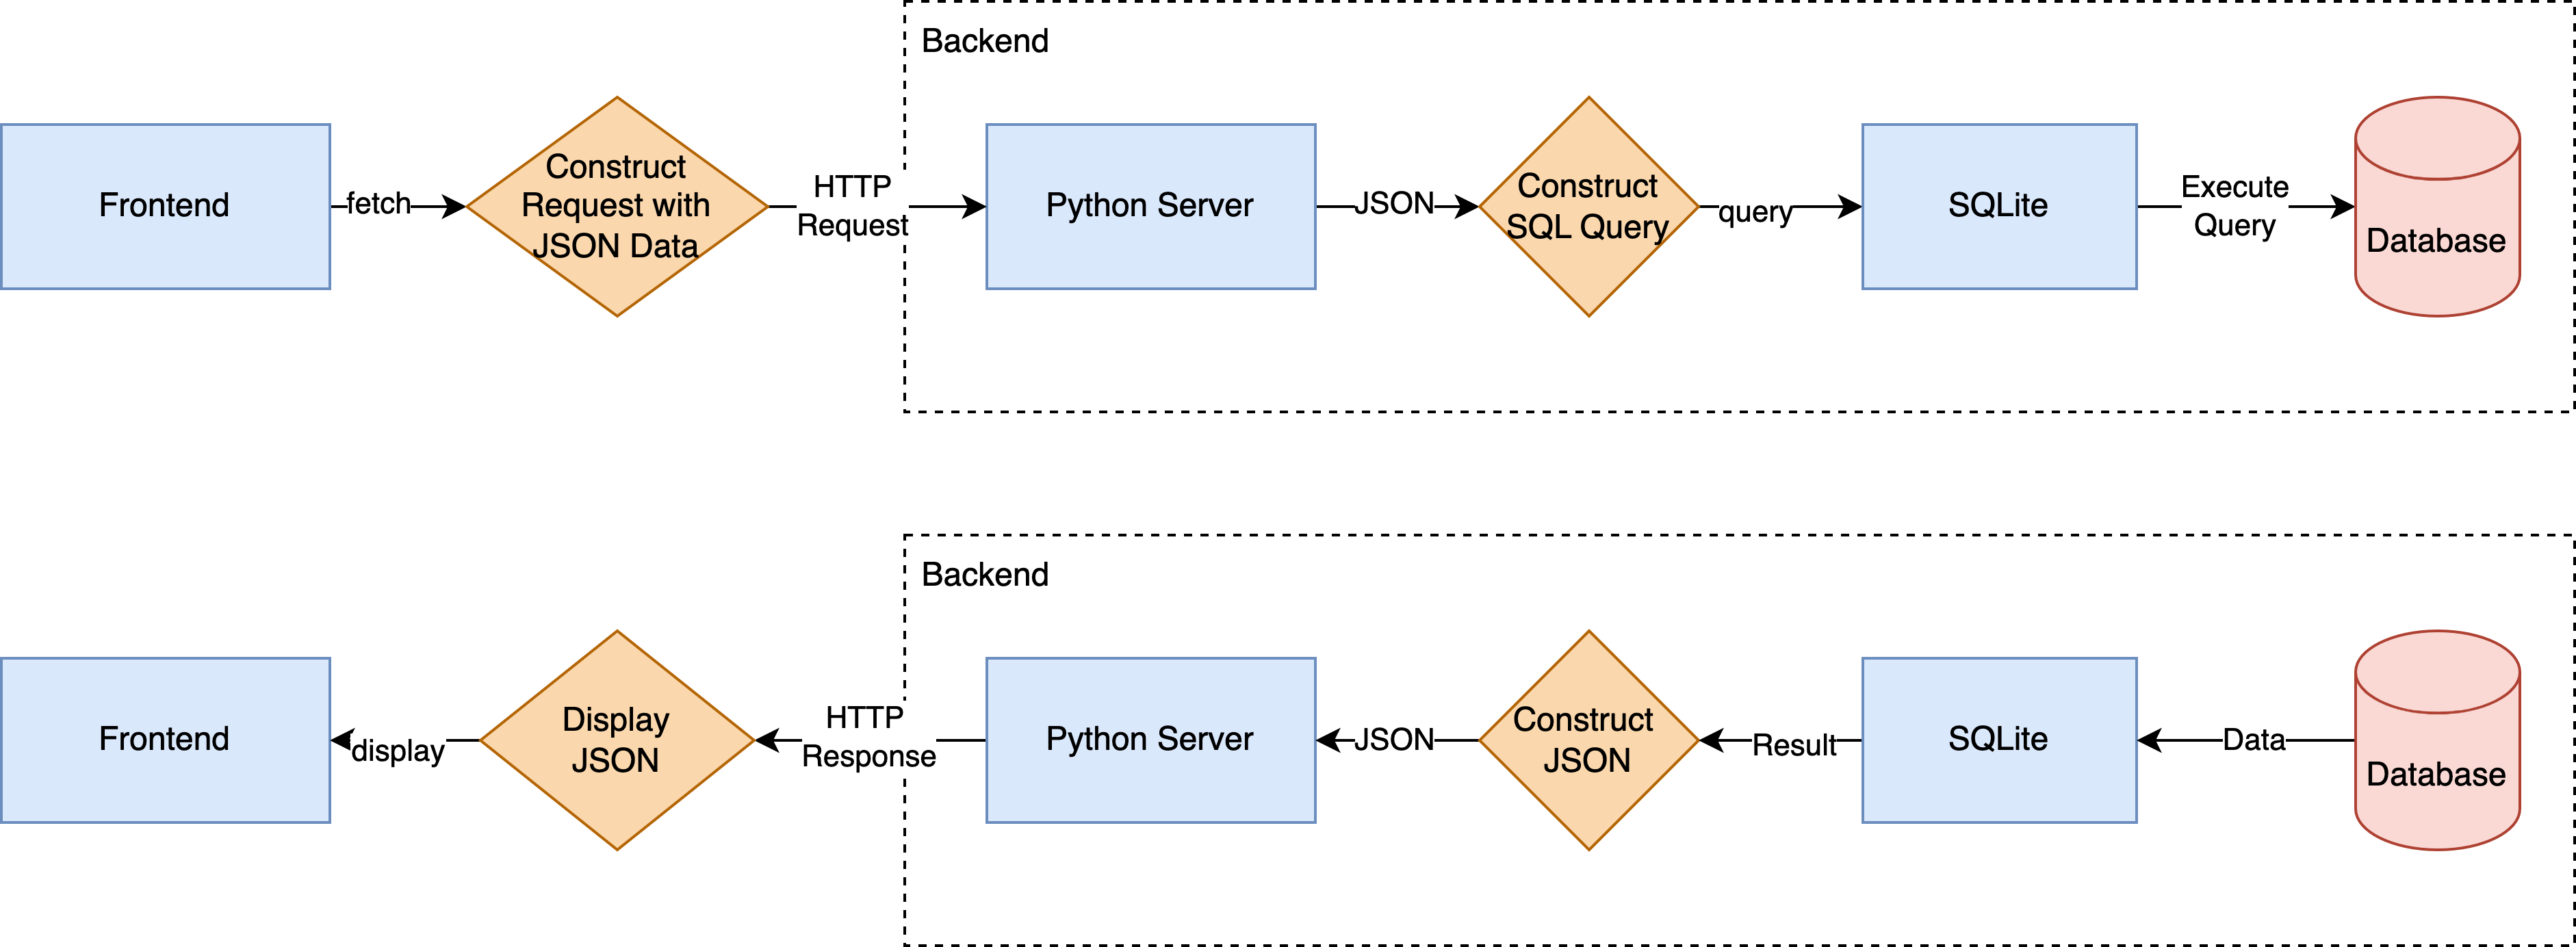 Backend
Frontend
fetch
Construct
Request with
JSON Data
HTTP
Request
Python Server
JSON
Construct
SQL Query
query
SQLite
Execute
Query
Database
Backend
Frontend
display
Display
JSON
HTTP
Response
Python Server
JSON
Construct
JSON
Result
SQLite
Data
Database